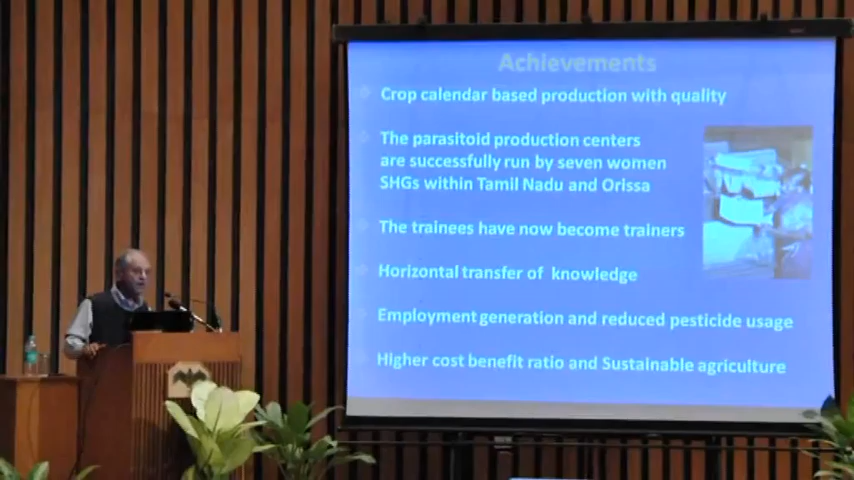 Achievements
Crop calendar based production with quality
The parasitoid production centers
are successfully run by seven women
SHGs within Tamil Nadu and Orissa
The trainees have now become trainers
Horizontal transfer of knowledge
Employment generation and reduced pesticide usage
Higher cost benefit ratio and Sustainable agriculture